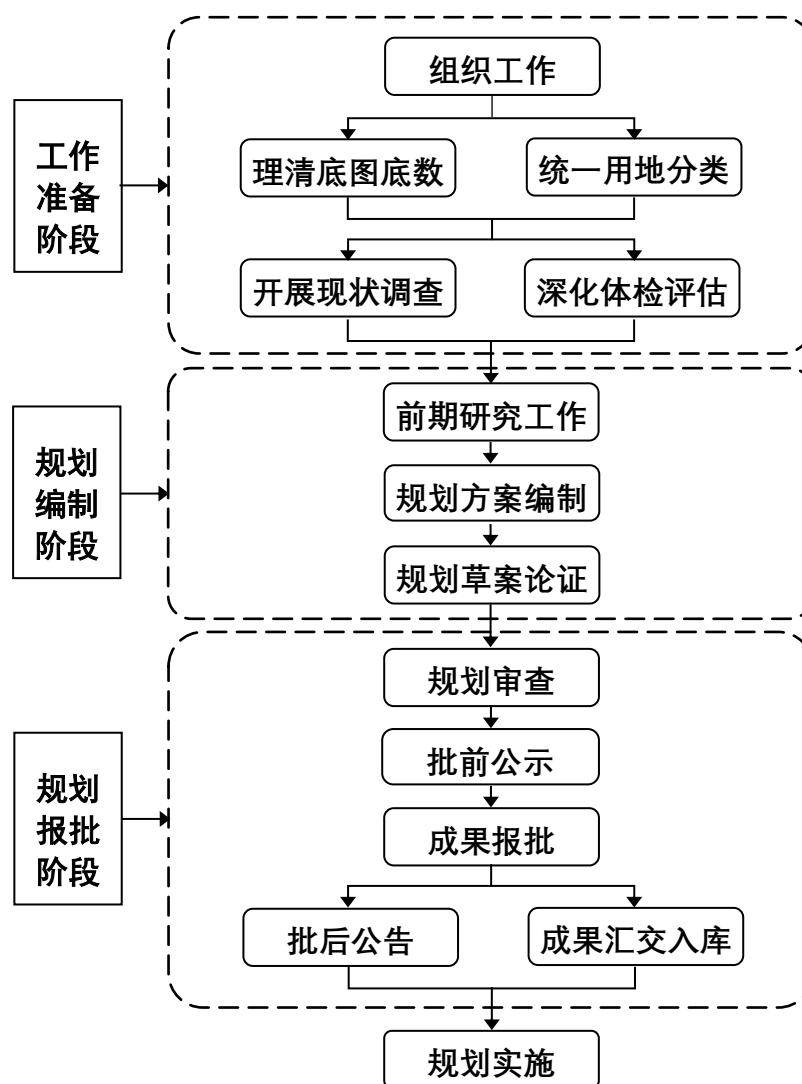 组织工作
理清底图底数
统一用地分类
工作
准备
阶段
开展现状调查
深化体检评估
前期研究工作
规划
编制
阶段
规划方案编制
规划草案论证
规划审查
批前公示
规划
报批
阶段
成果报批
批后公告
成果汇交入库
规划实施